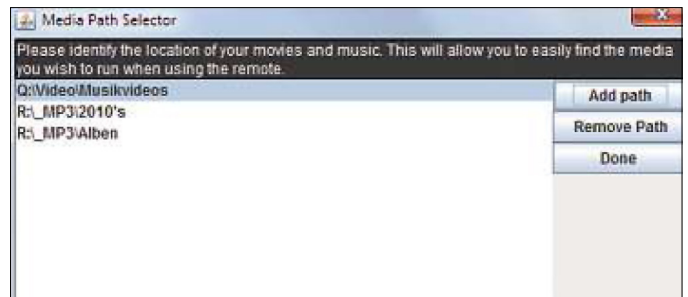 Media Path Selector
Please identify the location of your movies and music. This will allow you to easily find the media
you wish to run when using the remote.
Q:\Video\Musikvideos
R:\_MP3\2010's
R:\_MP3\Alben
Add path
Remove Path
Done